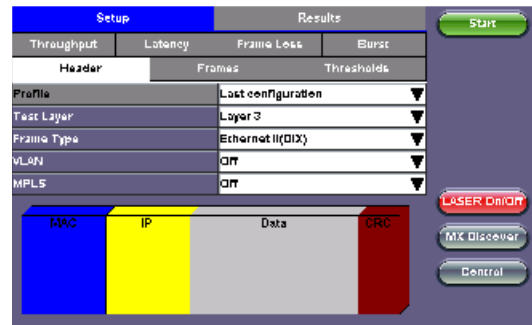 Setup Results
Start
Throughput Latency Frame Loss Burst
Header Frames Thresholds
Profile Last configuration
Test Layer Layer 3
Frame Type Ethernet II(DIX)
VLAN Off
MPLS Off
LASER On/Off
MAC IP Data CRC
MX Discover
Control